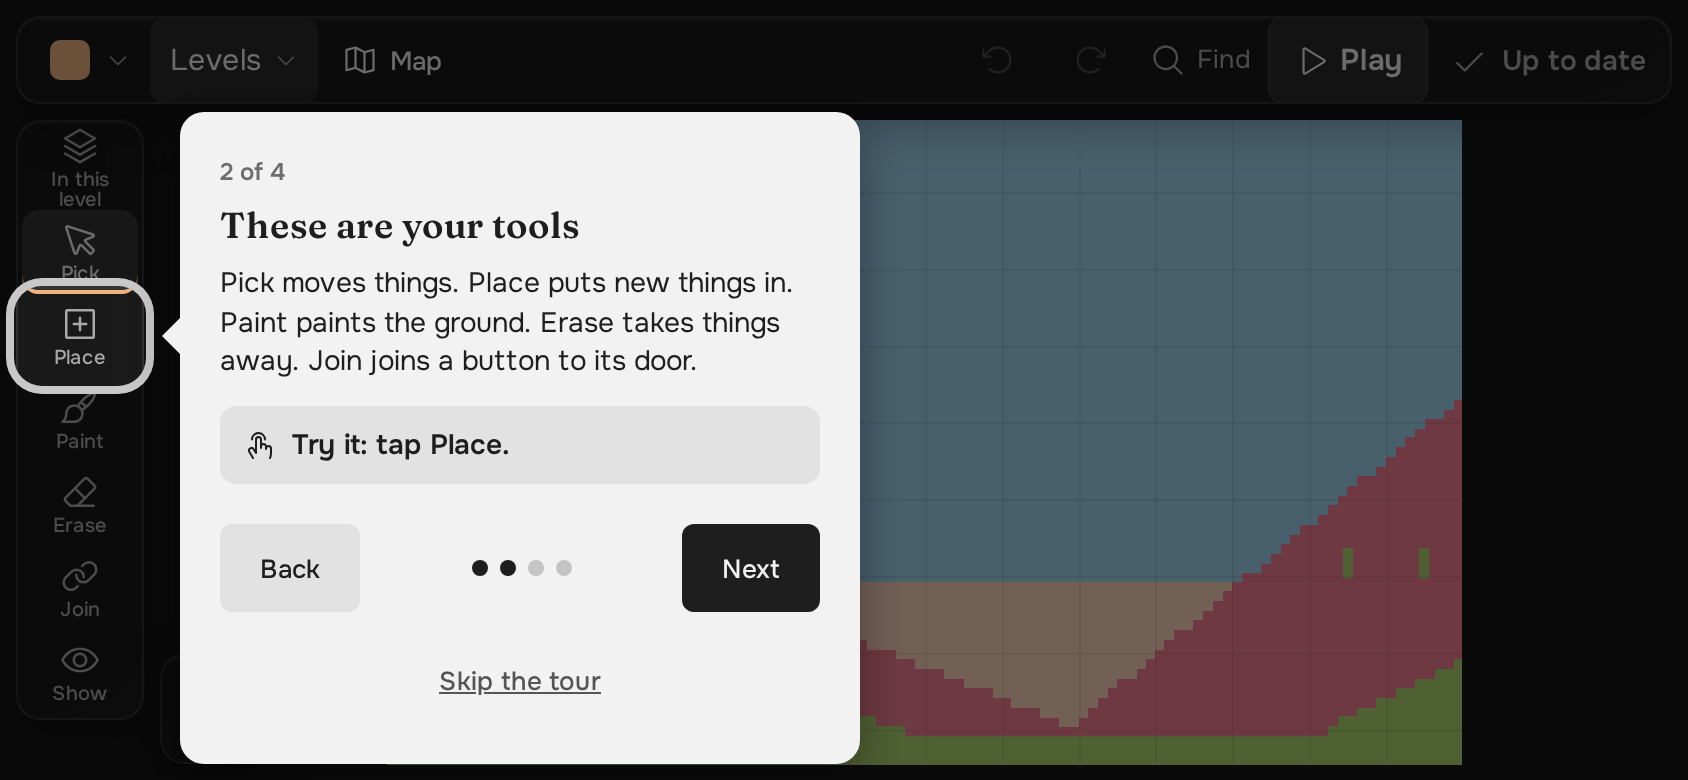 Levels
Map
Find
Play
Up to date
In this
level
Pick
Place
Paint
Erase
Join
Show
2 of 4
These are your tools
Pick moves things. Place puts new things in.
Paint paints the ground. Erase takes things
away. Join joins a button to its door.
Try it: tap Place.
Back
Next
Skip the tour